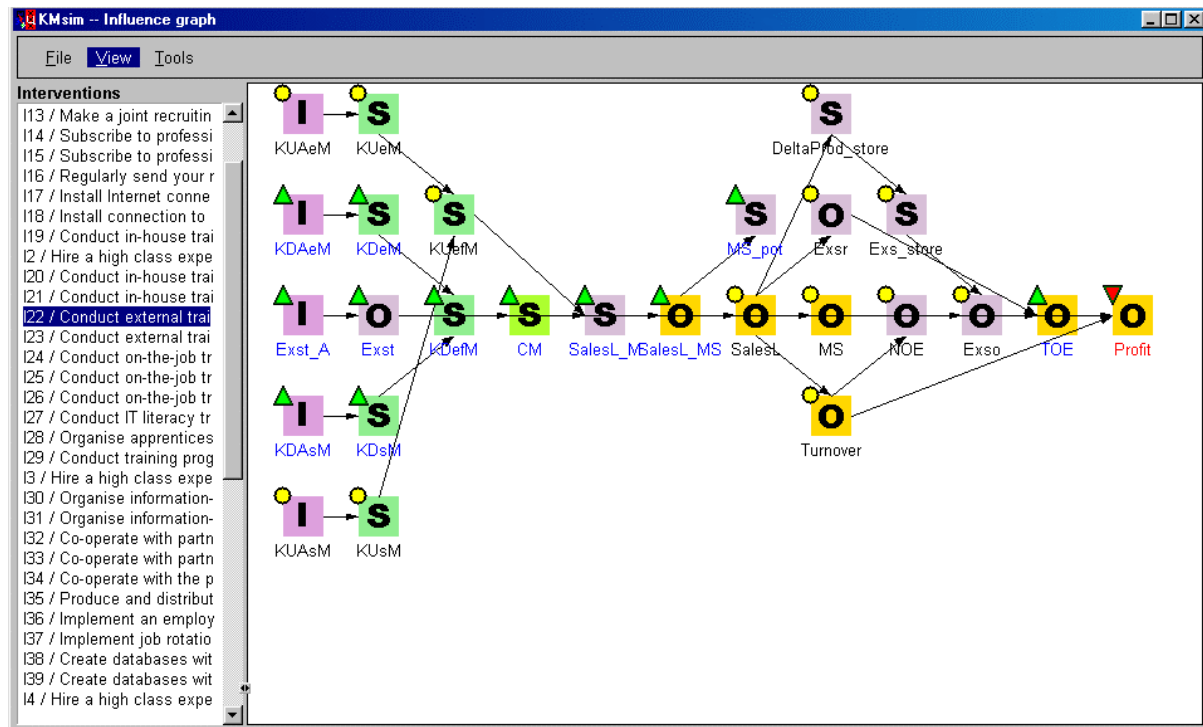 KMsim -- Influence graph
File View Tools
Interventions
I13 / Make a joint recruitin
I14 / Subscribe to professi
I15 / Subscribe to professi
I16 / Regularly send your r
I17 / Install Internet conne
I18 / Install connection to
I19 / Conduct in-house trai
I2 / Hire a high class expe
I20 / Conduct in-house trai
I21 / Conduct in-house trai
I22 / Conduct external trai
I23 / Conduct external trai
I24 / Conduct on-the-job tr
I25 / Conduct on-the-job tr
I26 / Conduct on-the-job tr
I27 / Conduct IT literacy tr
I28 / Organise apprentices
I29 / Conduct training prog
I3 / Hire a high class expe
I30 / Organise information-
I31 / Organise information-
I32 / Co-operate with partn
I33 / Co-operate with partn
I34 / Co-operate with the p
I35 / Produce and distribut
I36 / Implement an employ
I37 / Implement job rotatio
I38 / Create databases wit
I39 / Create databases wit
I4 / Hire a high class expe
I S S
KUAeM KUeM DeltaProd_store
I S S S O S
KDAeM KDeM KUefM MS_pot Exsr Exs_store
I O S S S O O O O O O O
Exst_A Exst KDefM CM SalesL_M SalesL_MS SalesL MS NOE Exso TOE Profit
I S O
KDAsM KDsM Turnover
I S
KUAsM KUsM